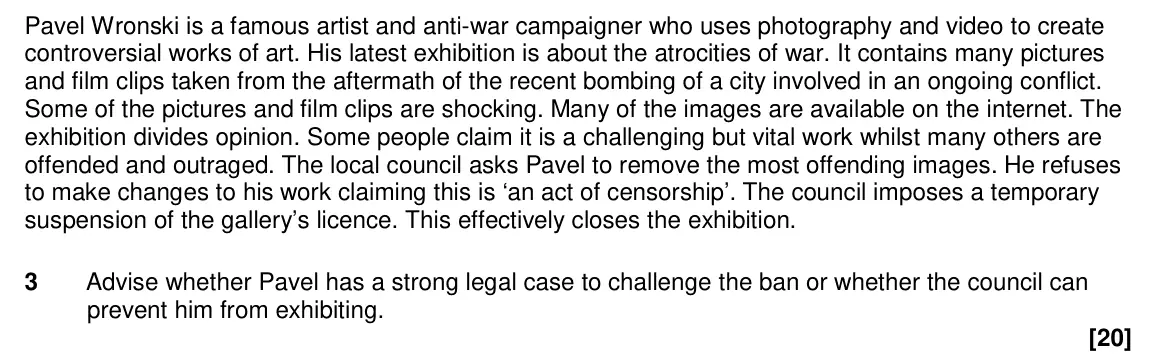 Pavel Wronski is a famous artist and anti-war campaigner who uses photography and video to create
controversial works of art. His latest exhibition is about the atrocities of war. It contains many pictures
and film clips taken from the aftermath of the recent bombing of a city involved in an ongoing conflict.
Some of the pictures and film clips are shocking. Many of the images are available on the internet. The
exhibition divides opinion. Some people claim it is a challenging but vital work whilst many others are
offended and outraged. The local council asks Pavel to remove the most offending images. He refuses
to make changes to his work claiming this is ‘an act of censorship’. The council imposes a temporary
suspension of the gallery’s licence. This effectively closes the exhibition.
3 Advise whether Pavel has a strong legal case to challenge the ban or whether the council can
prevent him from exhibiting.
[20]